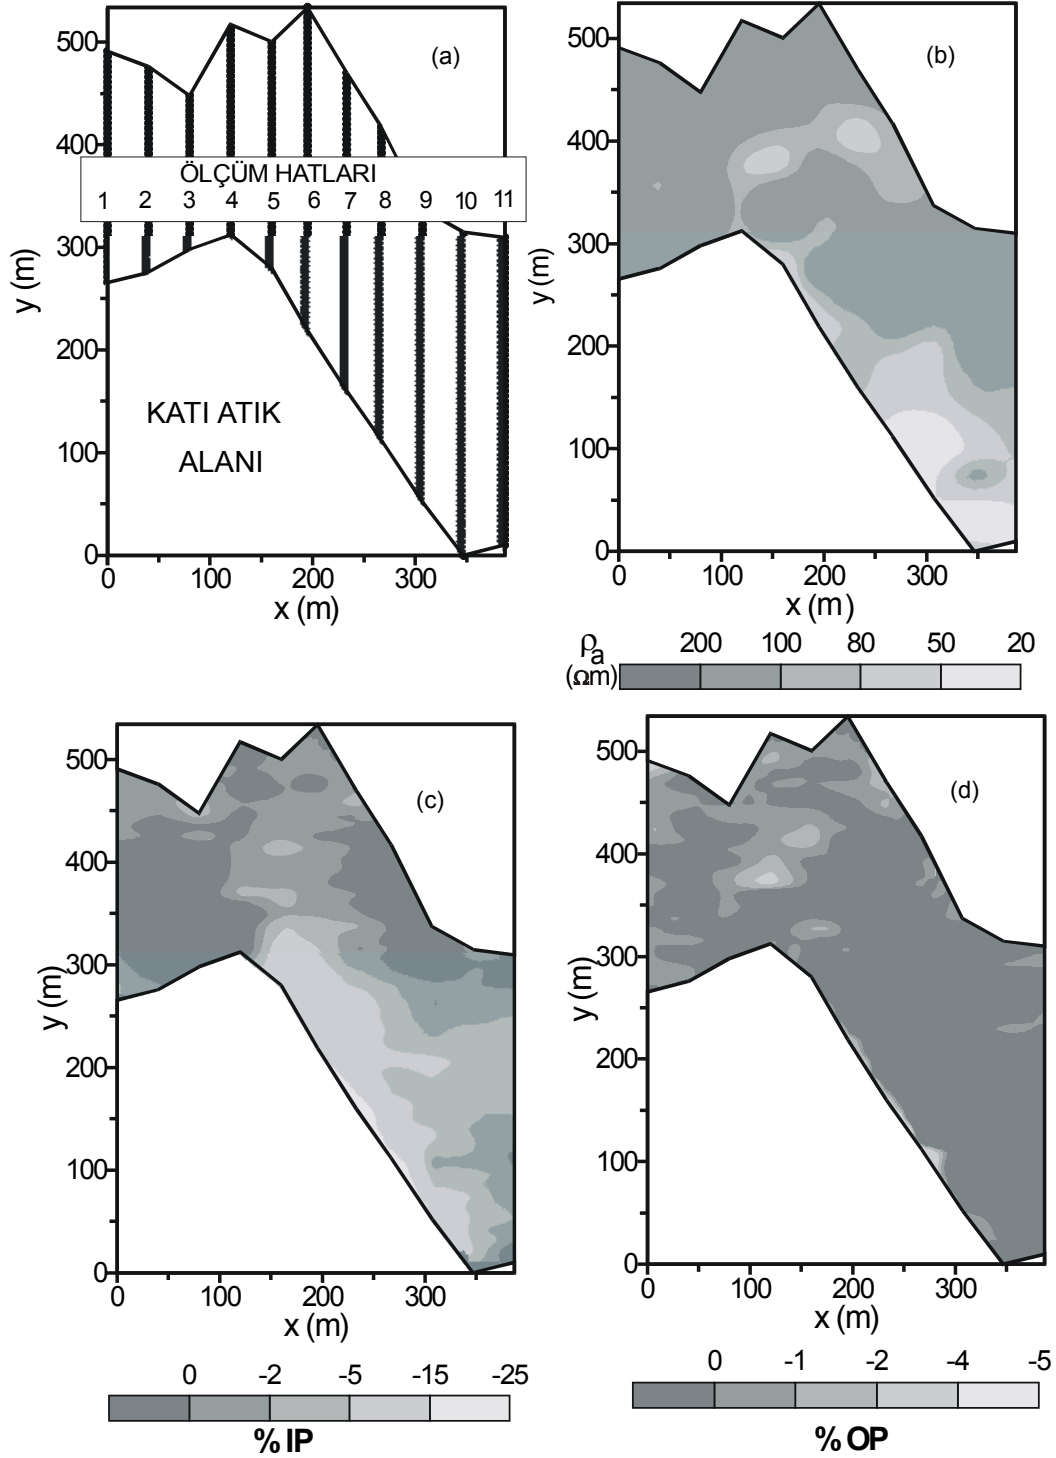 (a)
500
400
ÖLÇÜM HATLARI
1 2 3 4 5 6 7 8 9 10 11
300
200
100
0
y (m)
KATI ATIK
ALANI
0 100 200 300
x (m)
(b)
500
400
300
200
100
0
y (m)
0 100 200 300
x (m)
ρa
(Ωm)
200 100 80 50 20
(c)
500
400
300
200
100
0
y (m)
0 100 200 300
x (m)
0 -2 -5 -15 -25
% IP
(d)
500
400
300
200
100
0
y (m)
0 100 200 300
x (m)
0 -1 -2 -4 -5
% OP